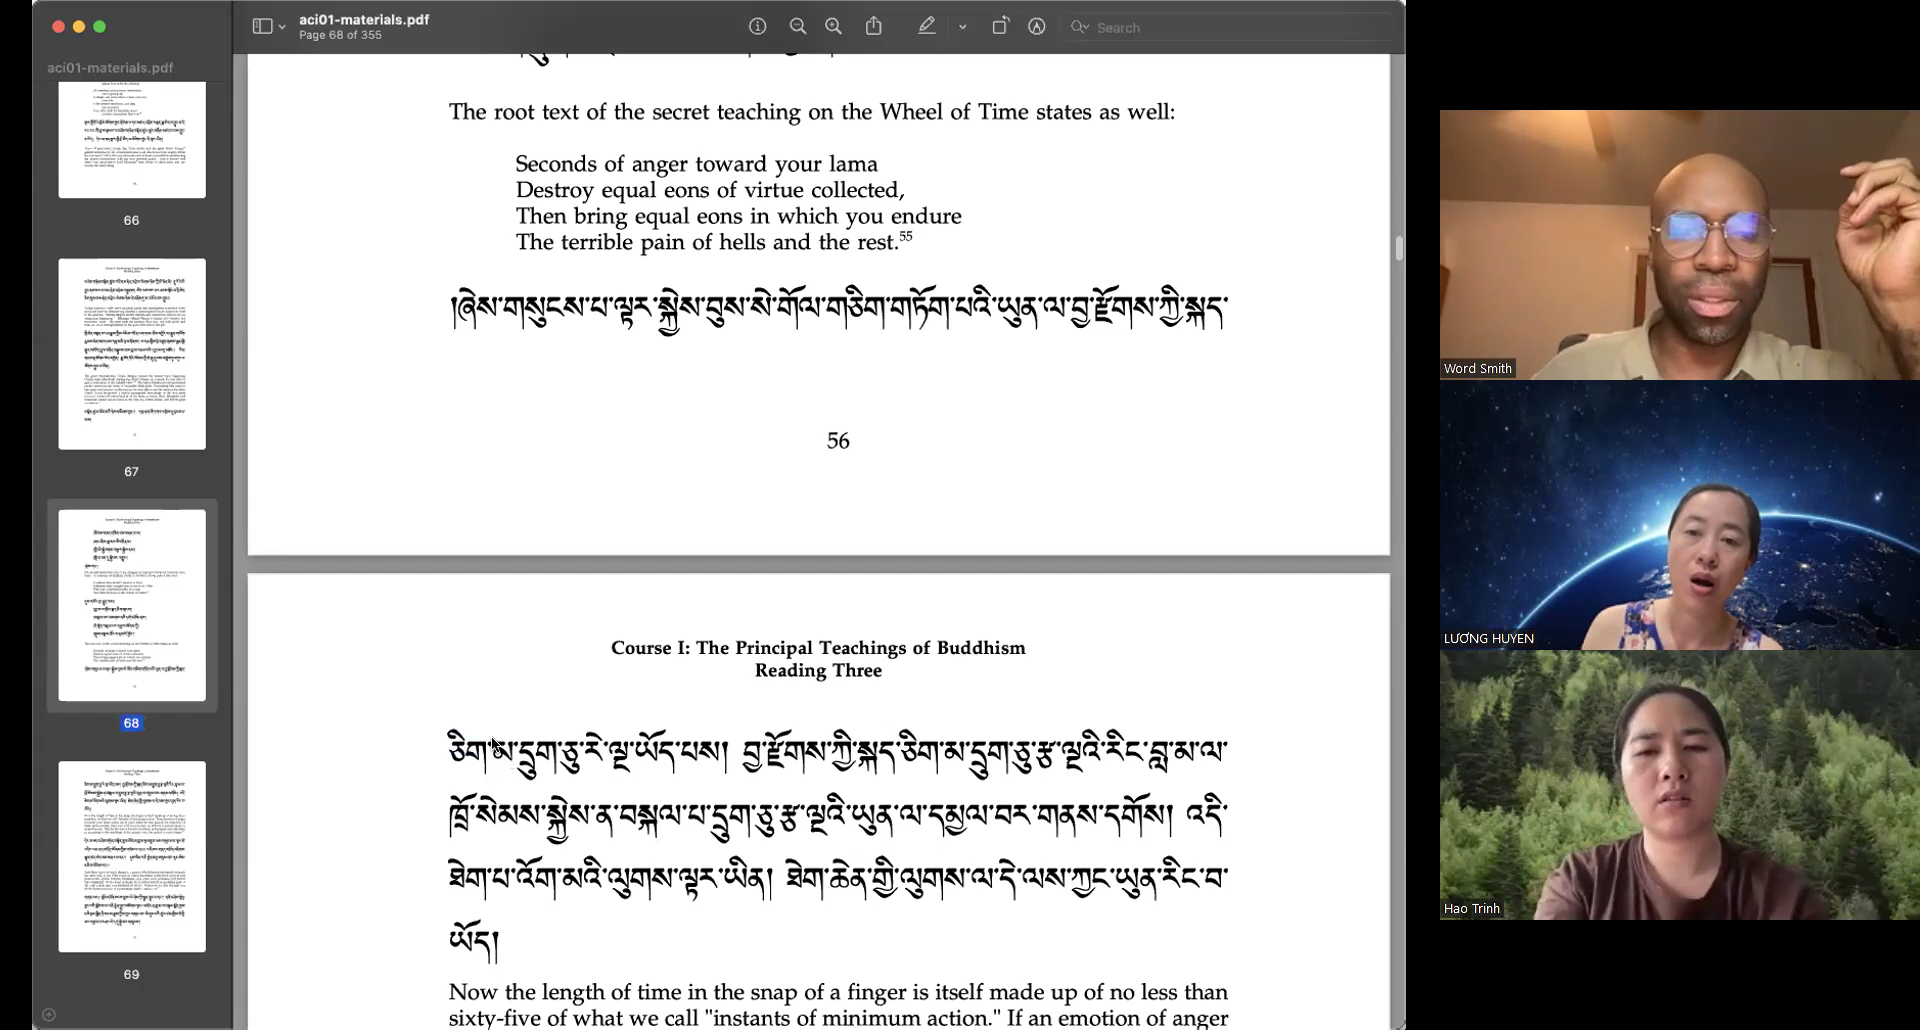 aci01-materials.pdf
Page 68 of 355
Search
aci01-materials.pdf
66
67
68
69
The root text of the secret teaching on the Wheel of Time states as well:
Seconds of anger toward your lama
Destroy equal eons of virtue collected,
Then bring equal eons in which you endure
The terrible pain of hells and the rest.55
།ཞེས་གསུངས་པ་ལྟར་སྐྱེས་བུས་སེ་གོལ་གཅིག་གཏོག་པའི་ཡུན་ལ་བྱ་རྫོགས་ཀྱི་སྐད་
56
Course I: The Principal Teachings of Buddhism
Reading Three
ཅིག་མ་དྲུག་ཅུ་རེ་ལྔ་ཡོད་པས། བྱ་རྫོགས་ཀྱི་སྐད་ཅིག་མ་དྲུག་ཅུ་རྩ་ལྔའི་རིང་བླ་མ་ལ་
ཁྲོ་སེམས་སྐྱེས་ན་བསྐལ་པ་དྲུག་ཅུ་རྩ་ལྔའི་ཡུན་ལ་དམྱལ་བར་གནས་དགོས། འདི་
ཐེག་པ་འོག་མའི་ལུགས་ལྟར་ཡིན། ཐེག་ཆེན་གྱི་ལུགས་ལ་དེ་ལས་ཀྱང་ཡུན་རིང་བ་
ཡོད།
Now the length of time in the snap of a finger is itself made up of no less than
sixty-five of what we call "instants of minimum action." If an emotion of anger
Word Smith
LƯƠNG HUYEN
Hao Trinh